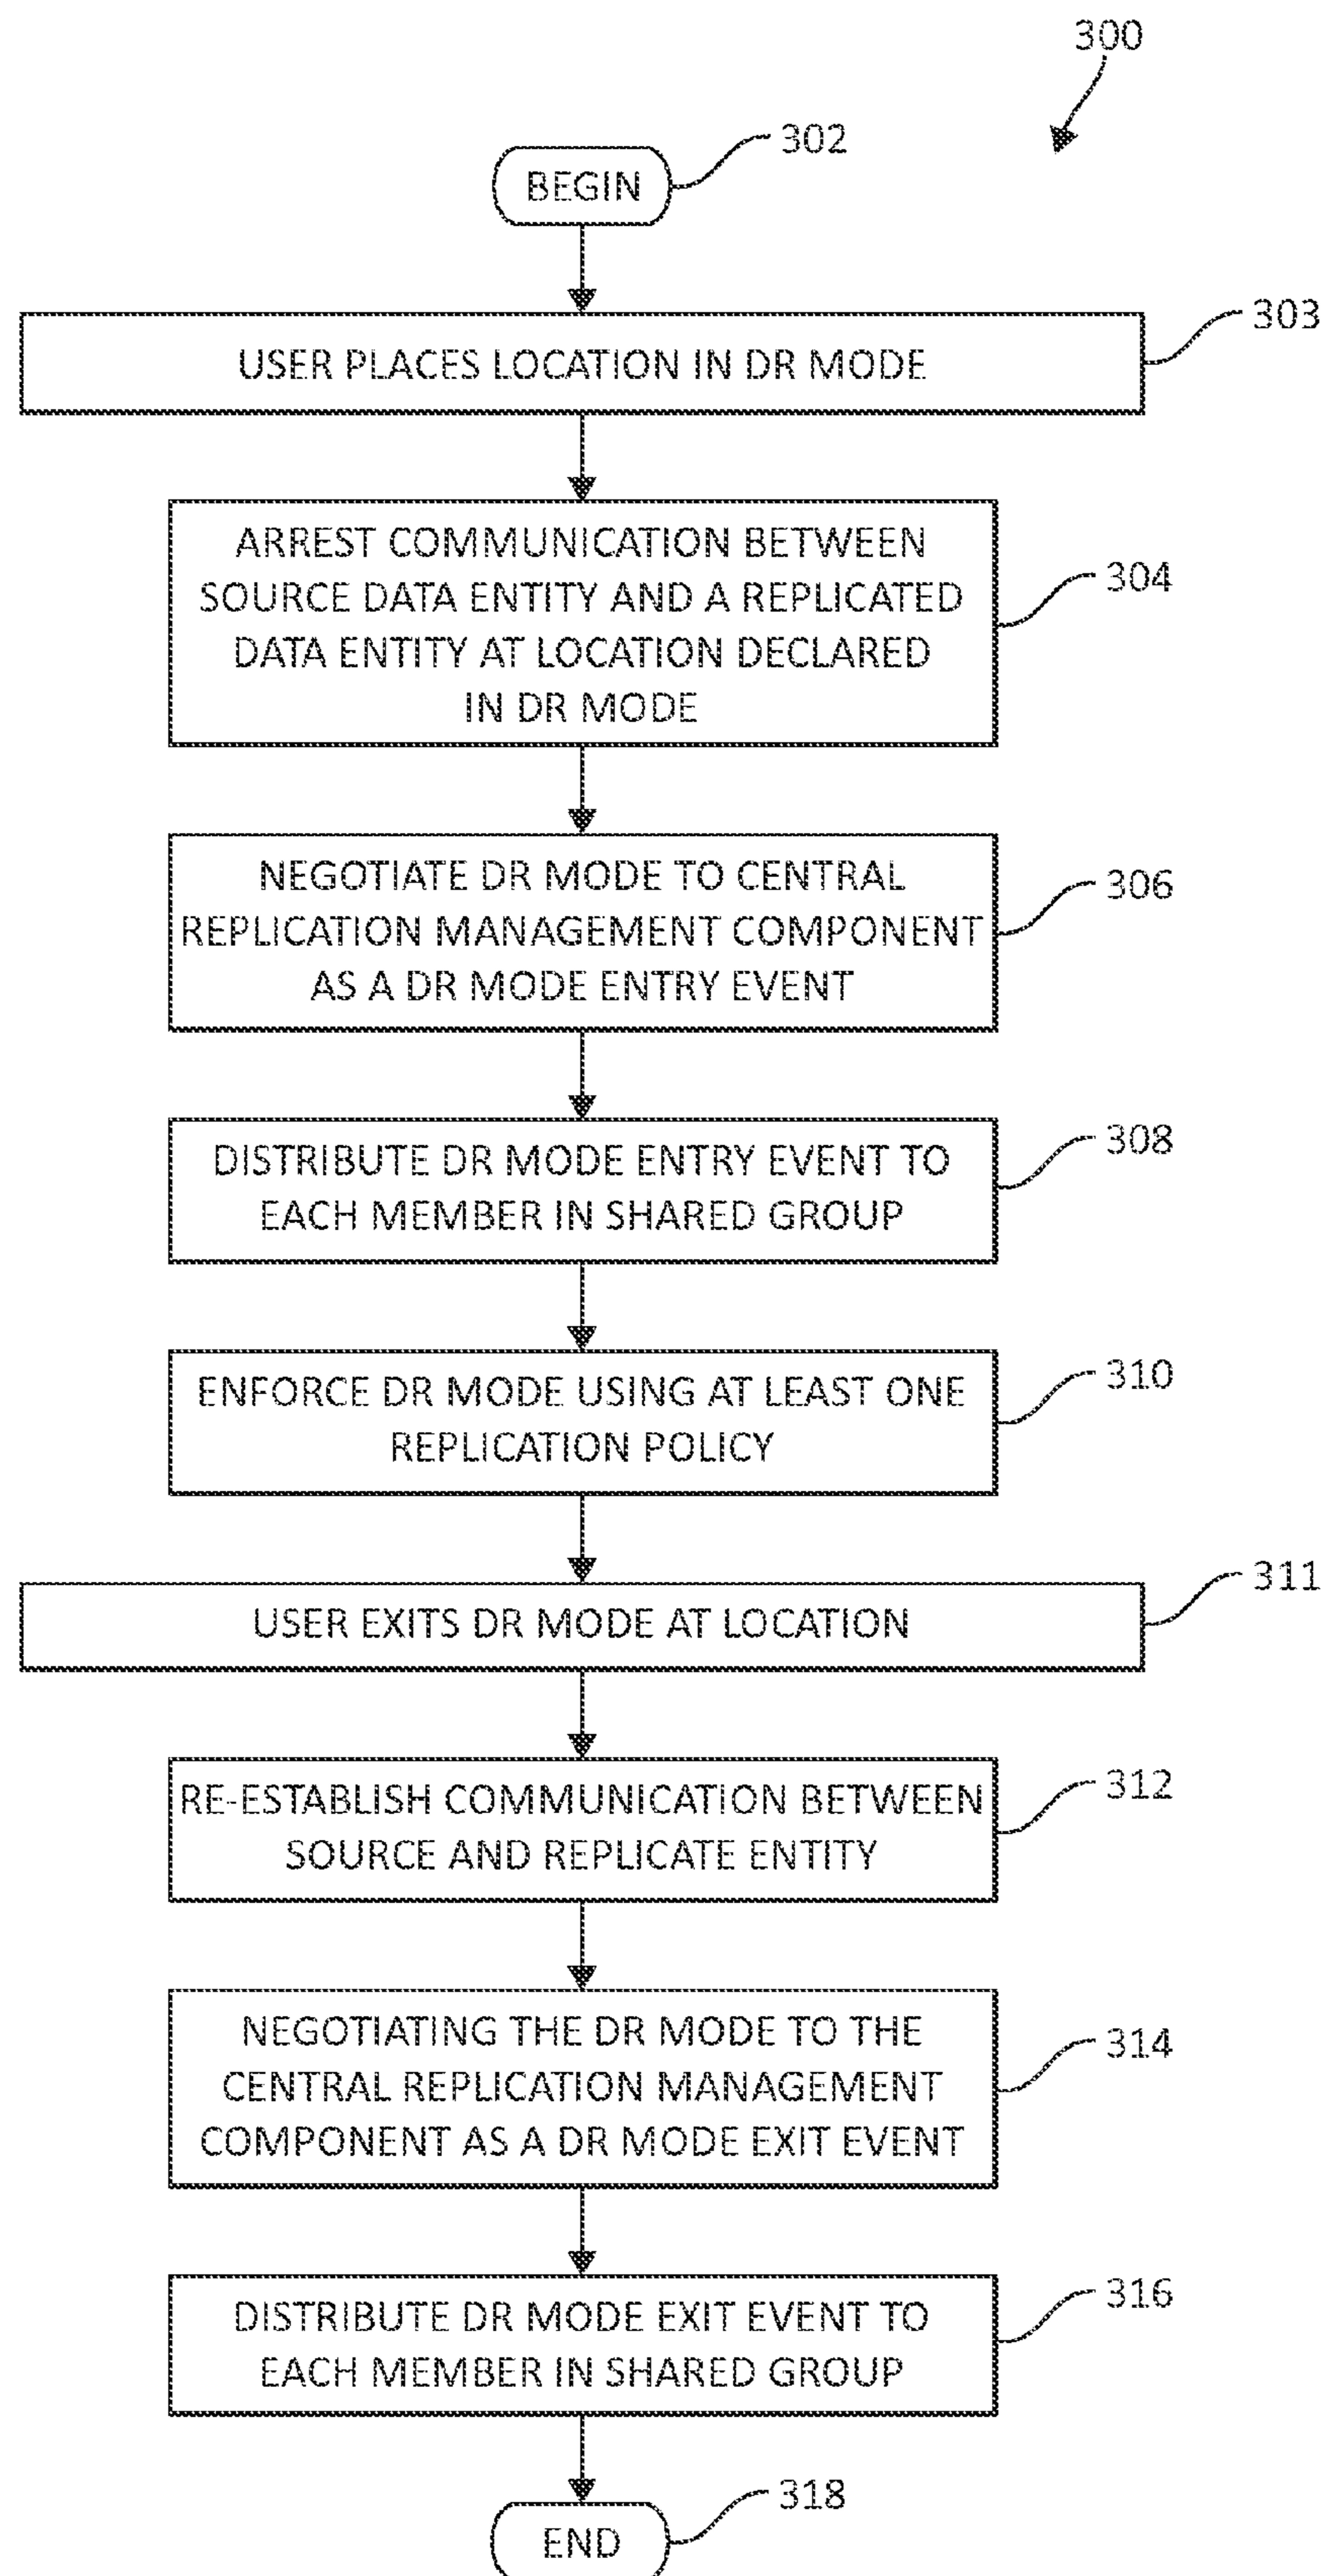 300
302
BEGIN
303
USER PLACES LOCATION IN DR MODE
ARREST COMMUNICATION BETWEEN
SOURCE DATA ENTITY AND A REPLICATED
DATA ENTITY AT LOCATION DECLARED
IN DR MODE
304
NEGOTIATE DR MODE TO CENTRAL
REPLICATION MANAGEMENT COMPONENT
AS A DR MODE ENTRY EVENT
306
DISTRIBUTE DR MODE ENTRY EVENT TO
EACH MEMBER IN SHARED GROUP
308
ENFORCE DR MODE USING AT LEAST ONE
REPLICATION POLICY
310
311
USER EXITS DR MODE AT LOCATION
RE-ESTABLISH COMMUNICATION BETWEEN
SOURCE AND REPLICATE ENTITY
312
NEGOTIATING THE DR MODE TO THE
CENTRAL REPLICATION MANAGEMENT
COMPONENT AS A DR MODE EXIT EVENT
314
DISTRIBUTE DR MODE EXIT EVENT TO
EACH MEMBER IN SHARED GROUP
316
318
END